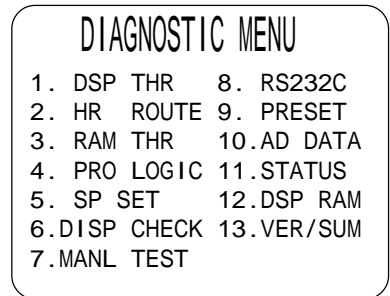 DIAGNOSTIC MENU
1. DSP THR 8. RS232C
2. HR ROUTE 9. PRESET
3. RAM THR 10.AD DATA
4. PRO LOGIC 11.STATUS
5. SP SET 12.DSP RAM
6.DISP CHECK 13.VER/SUM
7.MANL TEST